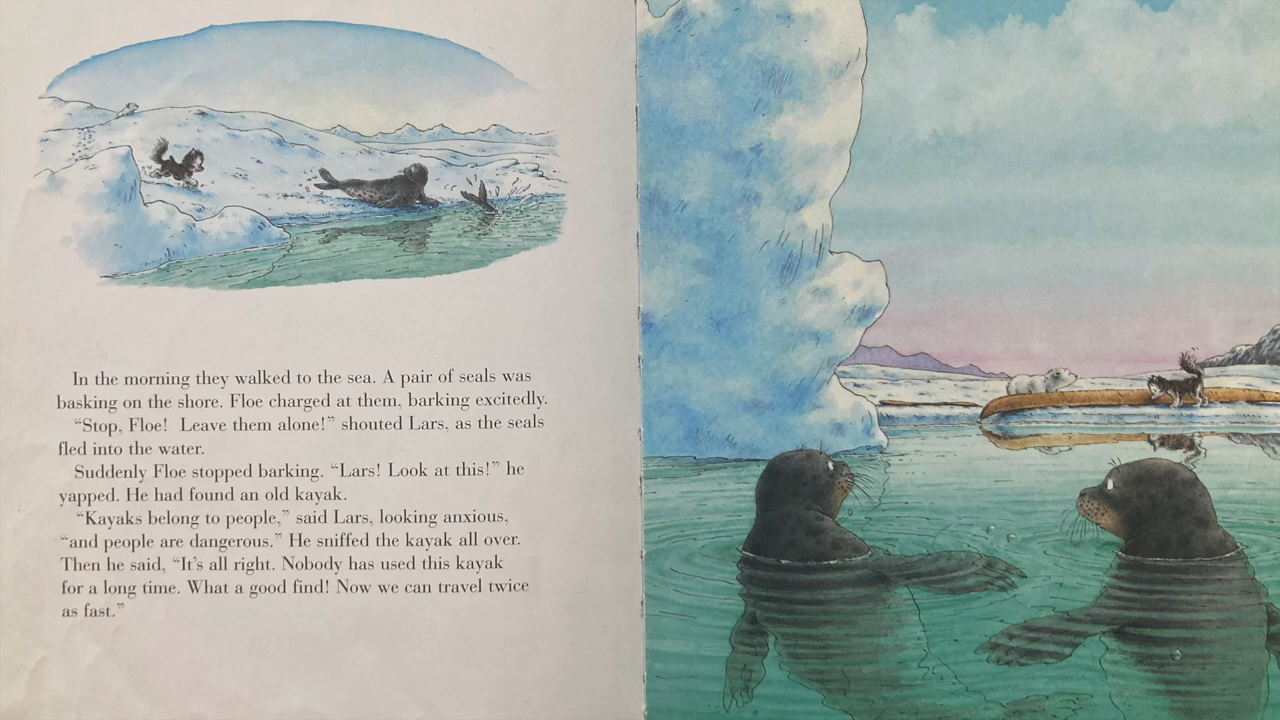 In the morning they walked to the sea. A pair of seals was
basking on the shore. Floe charged at them, barking excitedly.
“Stop, Floe! Leave them alone!” shouted Lars, as the seals
fled into the water.
Suddenly Floe stopped barking. “Lars! Look at this!” he
yapped. He had found an old kayak.
“Kayaks belong to people,” said Lars, looking anxious,
“and people are dangerous.” He sniffed the kayak all over.
Then he said, “It’s all right. Nobody has used this kayak
for a long time. What a good find! Now we can travel twice
as fast.”